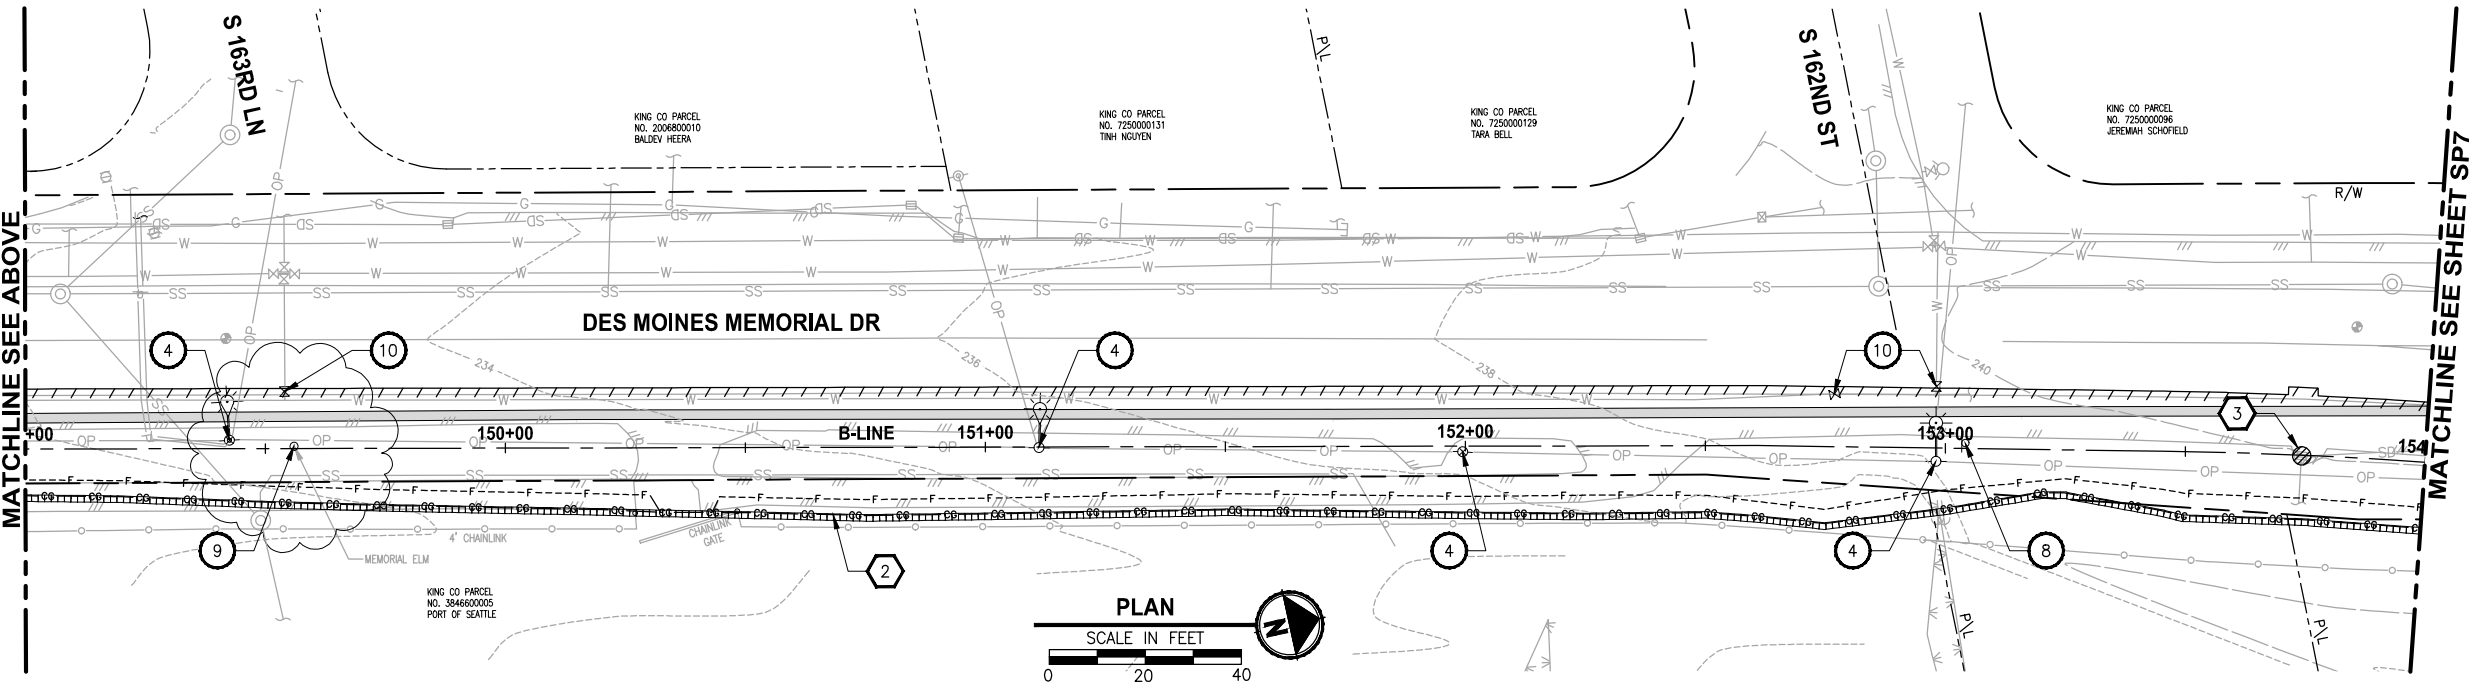 S 163RD LN
KING CO PARCEL
NO. 2006800010
BALDEV HEERA
KING CO PARCEL
NO. 7250000131
TINH NGUYEN
P\L
KING CO PARCEL
NO. 7250000129
TARA BELL
S 162ND ST
KING CO PARCEL
NO. 7250000096
JEREMIAH SCHOFIELD
R/W
MATCHLINE SEE ABOVE
MATCHLINE SEE SHEET SP7
DES MOINES MEMORIAL DR
4
10
4
10
3
234
236
238
240
+00
150+00
B-LINE
151+00
152+00
153+00
154
9
MEMORIAL ELM
4' CHAINLINK
CHAINLINK
GATE
2
4
4
8
KING CO PARCEL
NO. 3846600005
PORT OF SEATTLE
PLAN
SCALE IN FEET
0 20 40
N
P\L
P\L